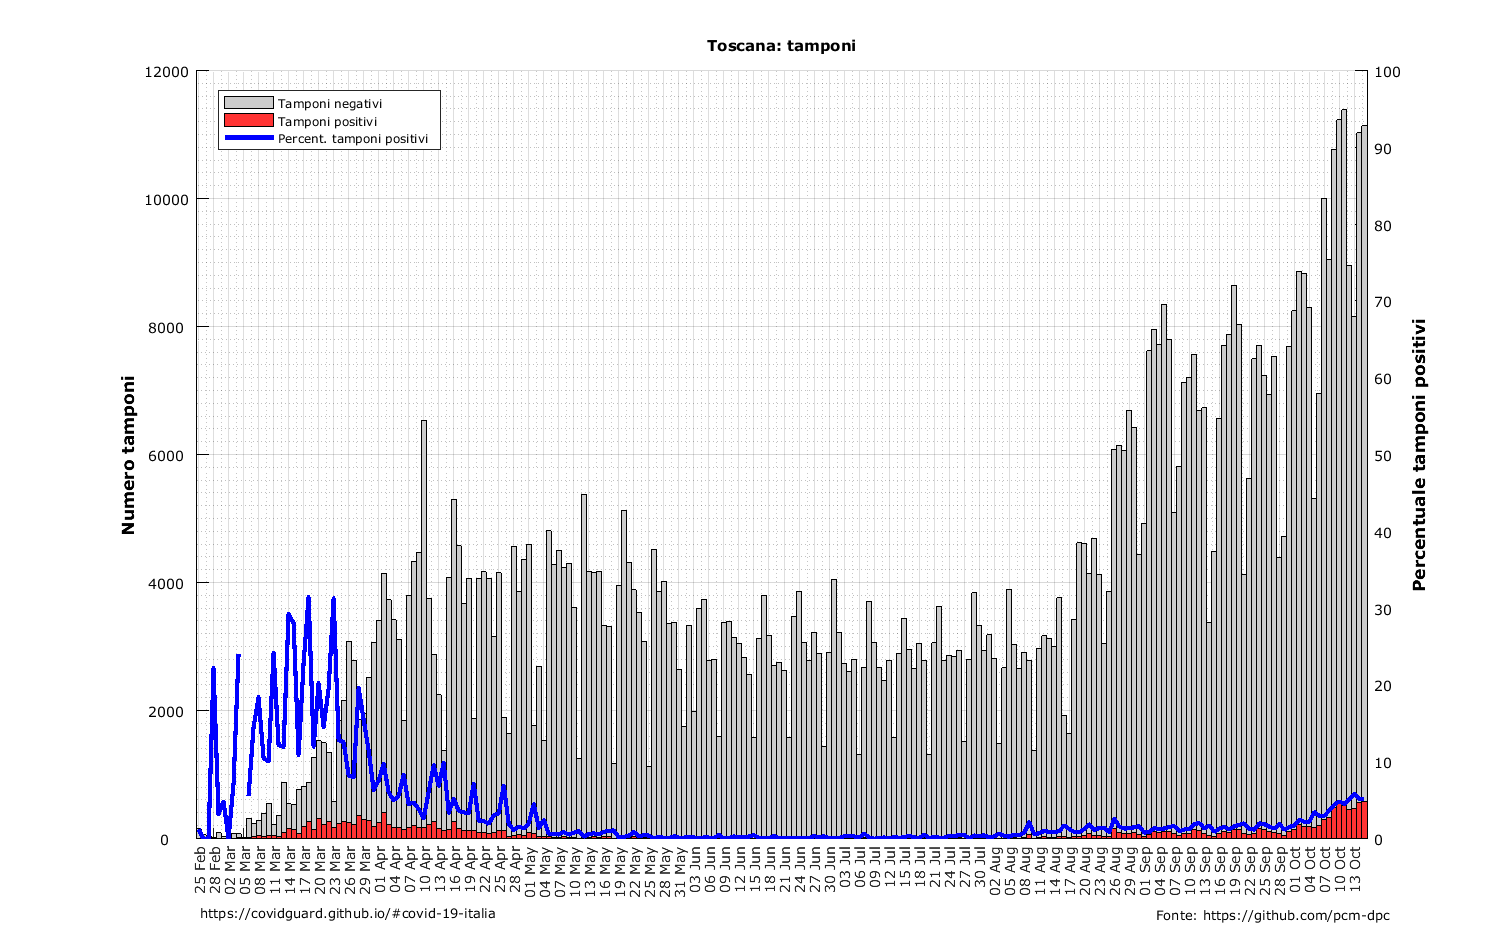 Toscana: tamponi
Tamponi negativi
Tamponi positivi
Percent. tamponi positivi
Numero tamponi
12000
10000
8000
6000
4000
2000
0
Percentuale tamponi positivi
100
90
80
70
60
50
40
30
20
10
0
25 Feb
28 Feb
02 Mar
05 Mar
08 Mar
11 Mar
14 Mar
17 Mar
20 Mar
23 Mar
26 Mar
29 Mar
01 Apr
04 Apr
07 Apr
10 Apr
13 Apr
16 Apr
19 Apr
22 Apr
25 Apr
28 Apr
01 May
04 May
07 May
10 May
13 May
16 May
19 May
22 May
25 May
28 May
31 May
03 Jun
06 Jun
09 Jun
12 Jun
15 Jun
18 Jun
21 Jun
24 Jun
27 Jun
30 Jun
03 Jul
06 Jul
09 Jul
12 Jul
15 Jul
18 Jul
21 Jul
24 Jul
27 Jul
30 Jul
02 Aug
05 Aug
08 Aug
11 Aug
14 Aug
17 Aug
20 Aug
23 Aug
26 Aug
29 Aug
01 Sep
04 Sep
07 Sep
10 Sep
13 Sep
16 Sep
19 Sep
22 Sep
25 Sep
28 Sep
01 Oct
04 Oct
07 Oct
10 Oct
13 Oct
https://covidguard.github.io/#covid-19-italia
Fonte: https://github.com/pcm-dpc